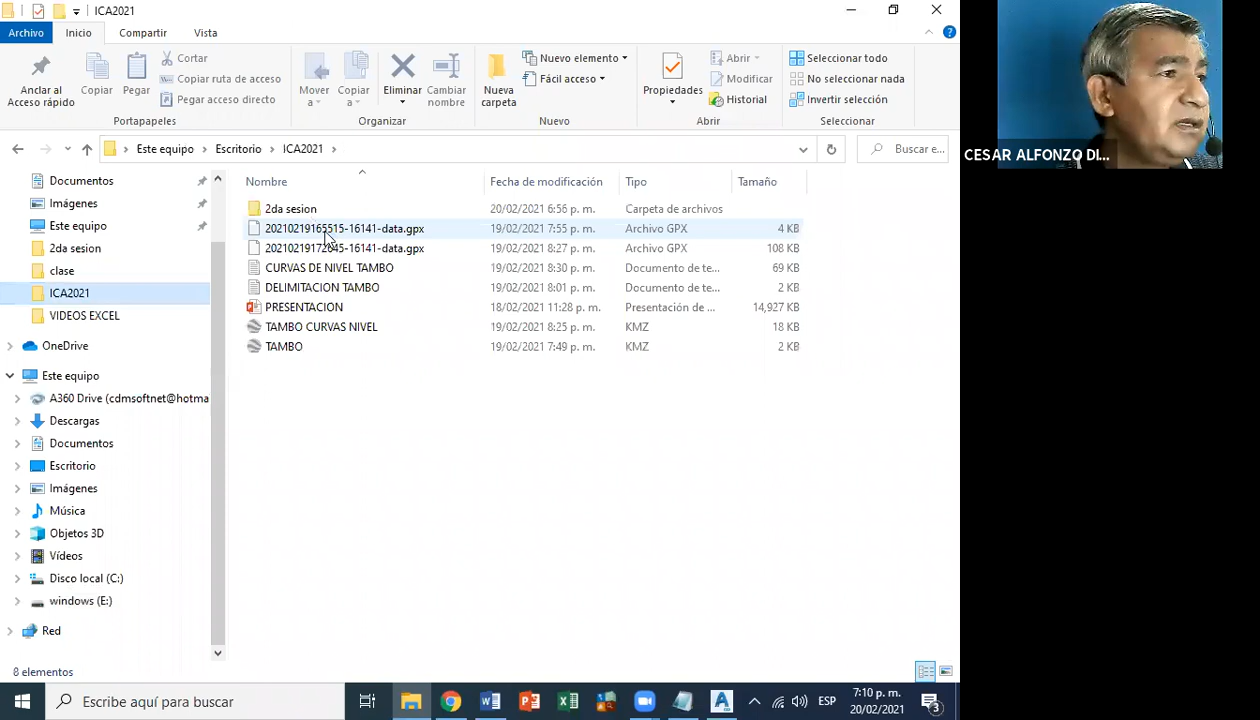 ICA2021
Archivo Inicio Compartir Vista
Anclar al Acceso rápido
Copiar
Pegar
Cortar
Copiar ruta de acceso
Pegar acceso directo
Portapapeles
Mover a
Copiar a
Eliminar
Cambiar nombre
Organizar
Nueva carpeta
Nuevo elemento
Fácil acceso
Nuevo
Propiedades
Abrir
Modificar
Historial
Abrir
Seleccionar todo
No seleccionar nada
Invertir selección
Seleccionar
Este equipo > Escritorio > ICA2021 >
Buscar e...
Documentos
Imágenes
Este equipo
2da sesion
clase
ICA2021
VIDEOS EXCEL
OneDrive
Este equipo
A360 Drive (cdmsoftnet@hotma
Descargas
Documentos
Escritorio
Imágenes
Música
Objetos 3D
Vídeos
Disco local (C:)
windows (E:)
Red
Nombre Fecha de modificación Tipo Tamaño
2da sesion 20/02/2021 6:56 p. m. Carpeta de archivos
20210219165515-16141-data.gpx 19/02/2021 7:55 p. m. Archivo GPX 4 KB
20210219172845-16141-data.gpx 19/02/2021 8:27 p. m. Archivo GPX 108 KB
CURVAS DE NIVEL TAMBO 19/02/2021 8:30 p. m. Documento de te... 69 KB
DELIMITACION TAMBO 19/02/2021 8:01 p. m. Documento de te... 2 KB
PRESENTACION 18/02/2021 11:28 p. m. Presentación de ... 14,927 KB
TAMBO CURVAS NIVEL 19/02/2021 8:25 p. m. KMZ 18 KB
TAMBO 19/02/2021 7:49 p. m. KMZ 2 KB
8 elementos
Escribe aquí para buscar
ESP
7:10 p. m.
20/02/2021
3
CESAR ALFONZO DI...